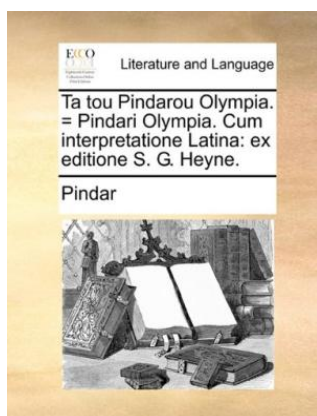 ECCO
Literature and Language
Ta tou Pindarou Olympia.
= Pindari Olympia. Cum
interpretatione Latina: ex
editione S. G. Heyne.
Pindar